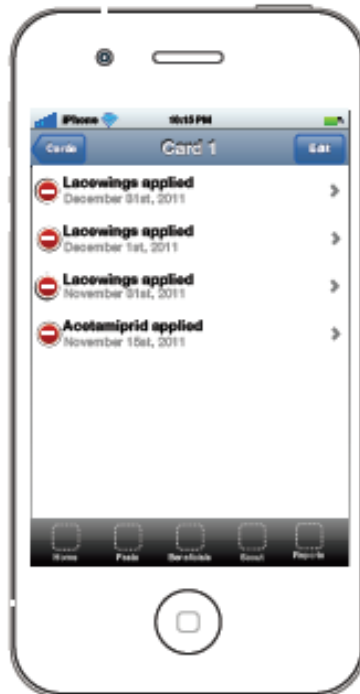 iPhone 10:15 PM
Cards Card 1 Edit
Lacewings applied
December 31st, 2011
Lacewings applied
December 1st, 2011
Lacewings applied
November 31st, 2011
Acetamiprid applied
November 15st, 2011
Home Pests Beneficials Scout Reports